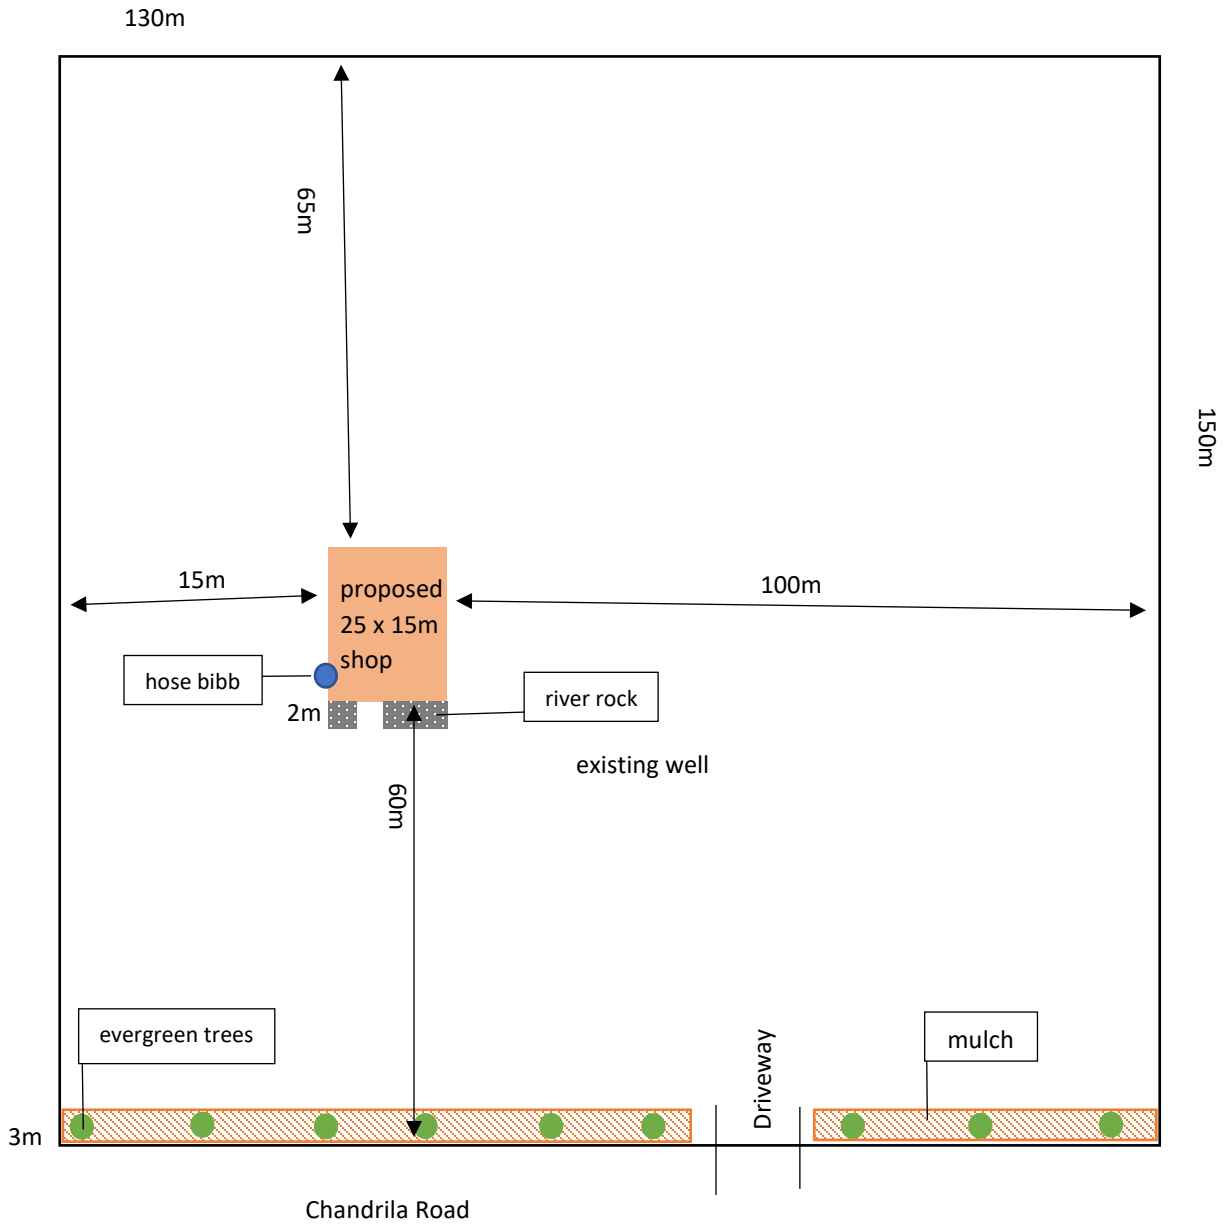 130m
65m
150m
15m
100m
proposed
25 x 15m
shop
hose bibb
river rock
2m
existing well
60m
evergreen trees
Driveway
mulch
3m
Chandrila Road